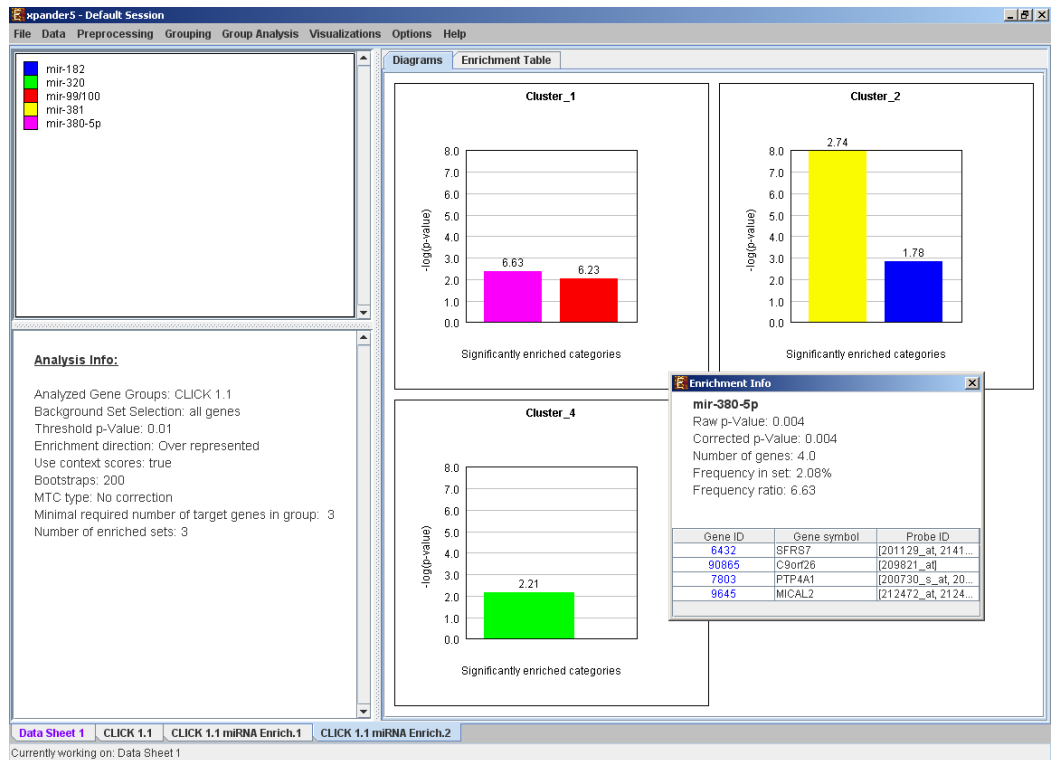 xpander5 - Default Session
File Data Preprocessing Grouping Group Analysis Visualizations Options Help
mir-182
mir-320
mir-99/100
mir-381
mir-380-5p
Analysis Info:
Analyzed Gene Groups: CLICK 1.1
Background Set Selection: all genes
Threshold p-Value: 0.01
Enrichment direction: Over represented
Use context scores: true
Bootstraps: 200
MTC type: No correction
Minimal required number of target genes in group: 3
Number of enriched sets: 3
Diagrams Enrichment Table
Cluster_1
8.0
7.0
6.0
5.0
4.0
3.0
2.0
1.0
0.0
-log(p-value)
6.63
6.23
Significantly enriched categories
Cluster_2
8.0
7.0
6.0
5.0
4.0
3.0
2.0
1.0
0.0
-log(p-value)
2.74
1.78
Significantly enriched categories
Cluster_4
8.0
7.0
6.0
5.0
4.0
3.0
2.0
1.0
0.0
-log(p-value)
2.21
Significantly enriched categories
Enrichment Info
mir-380-5p
Raw p-Value: 0.004
Corrected p-Value: 0.004
Number of genes: 4.0
Frequency in set: 2.08%
Frequency ratio: 6.63
Gene ID Gene symbol Probe ID
6432 SFRS7 [201129_at, 2141...
90865 C9orf26 [209821_at]
7803 PTP4A1 [200730_s_at, 20...
9645 MICAL2 [212472_at, 2124...
Data Sheet 1 CLICK 1.1 CLICK 1.1 miRNA Enrich.1 CLICK 1.1 miRNA Enrich.2
Currently working on: Data Sheet 1